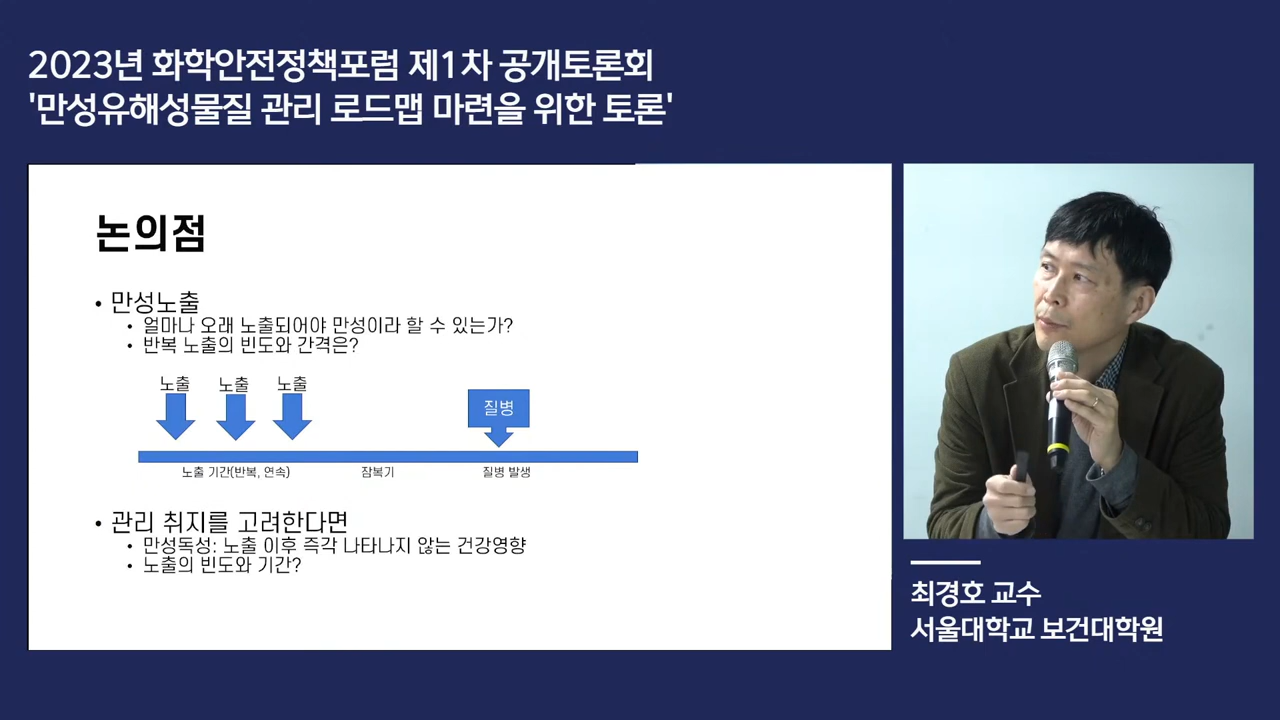 2023년 화학안전정책포럼 제1차 공개토론회
'만성유해성물질 관리 로드맵 마련을 위한 토론'
논의점
• 만성노출
• 얼마나 오래 노출되어야 만성이라 할 수 있는가?
• 반복 노출의 빈도와 간격은?
노출 노출 노출
질병
노출 기간(반복, 연속) 잠복기 질병 발생
• 관리 취지를 고려한다면
• 만성독성: 노출 이후 즉각 나타나지 않는 건강영향
• 노출의 빈도와 기간?
최경호 교수
서울대학교 보건대학원